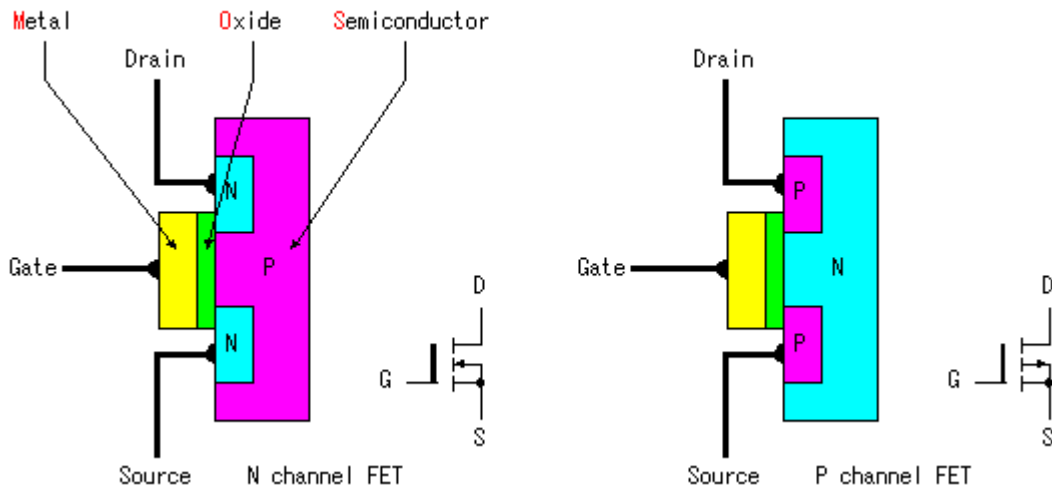 Metal Oxide Semiconductor
Drain Drain
N P
Gate P Gate N
D D
N P
G G
S S
Source N channel FET Source P channel FET